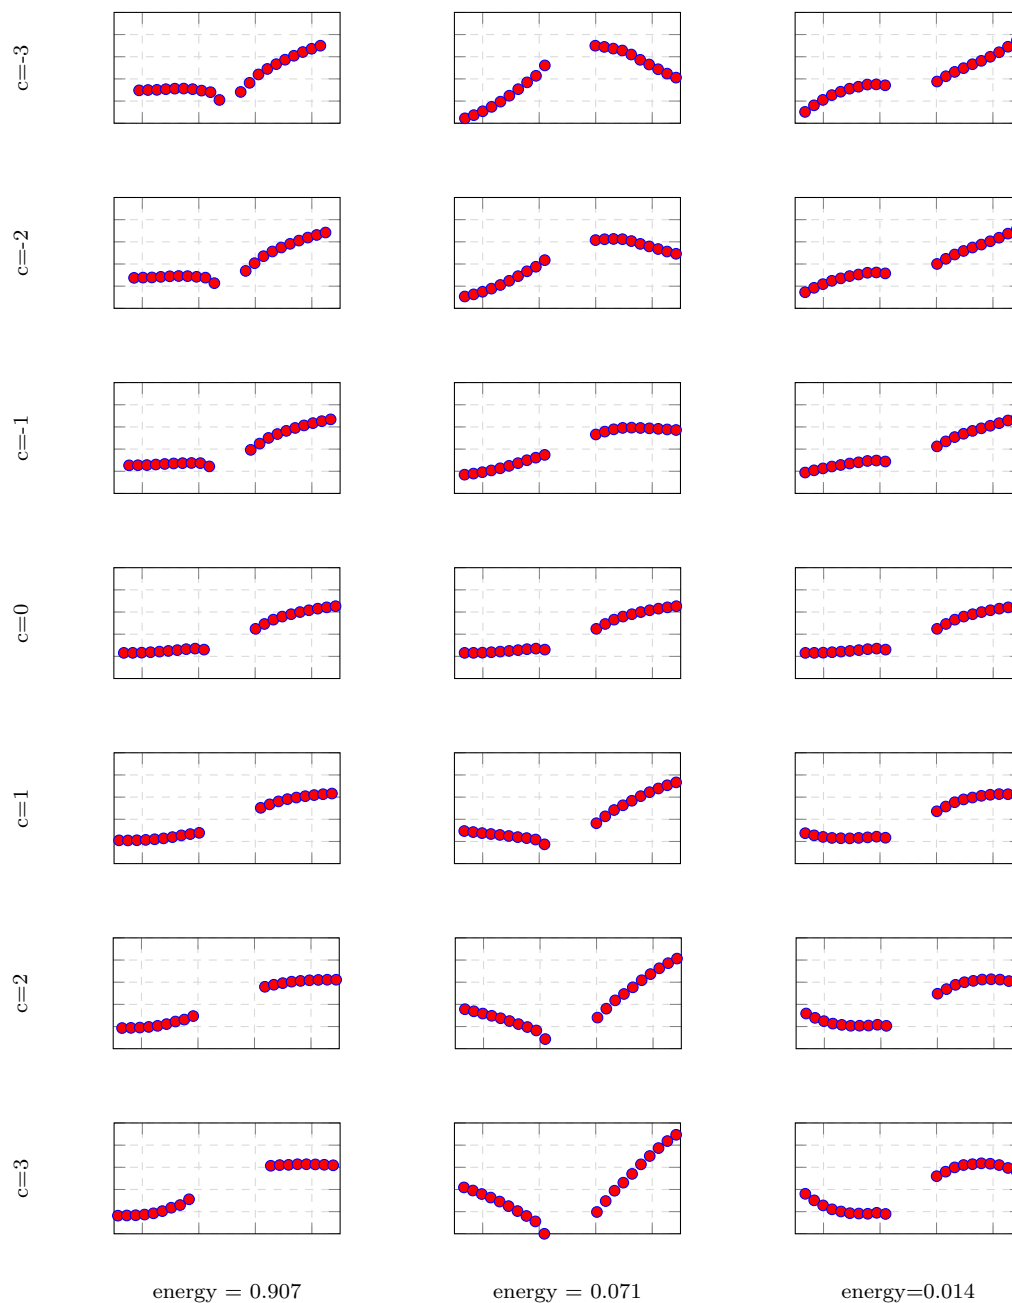 c=-3
c=-2
c=-1
c=0
c=1
c=2
c=3
energy = 0.907
energy = 0.071
energy=0.014